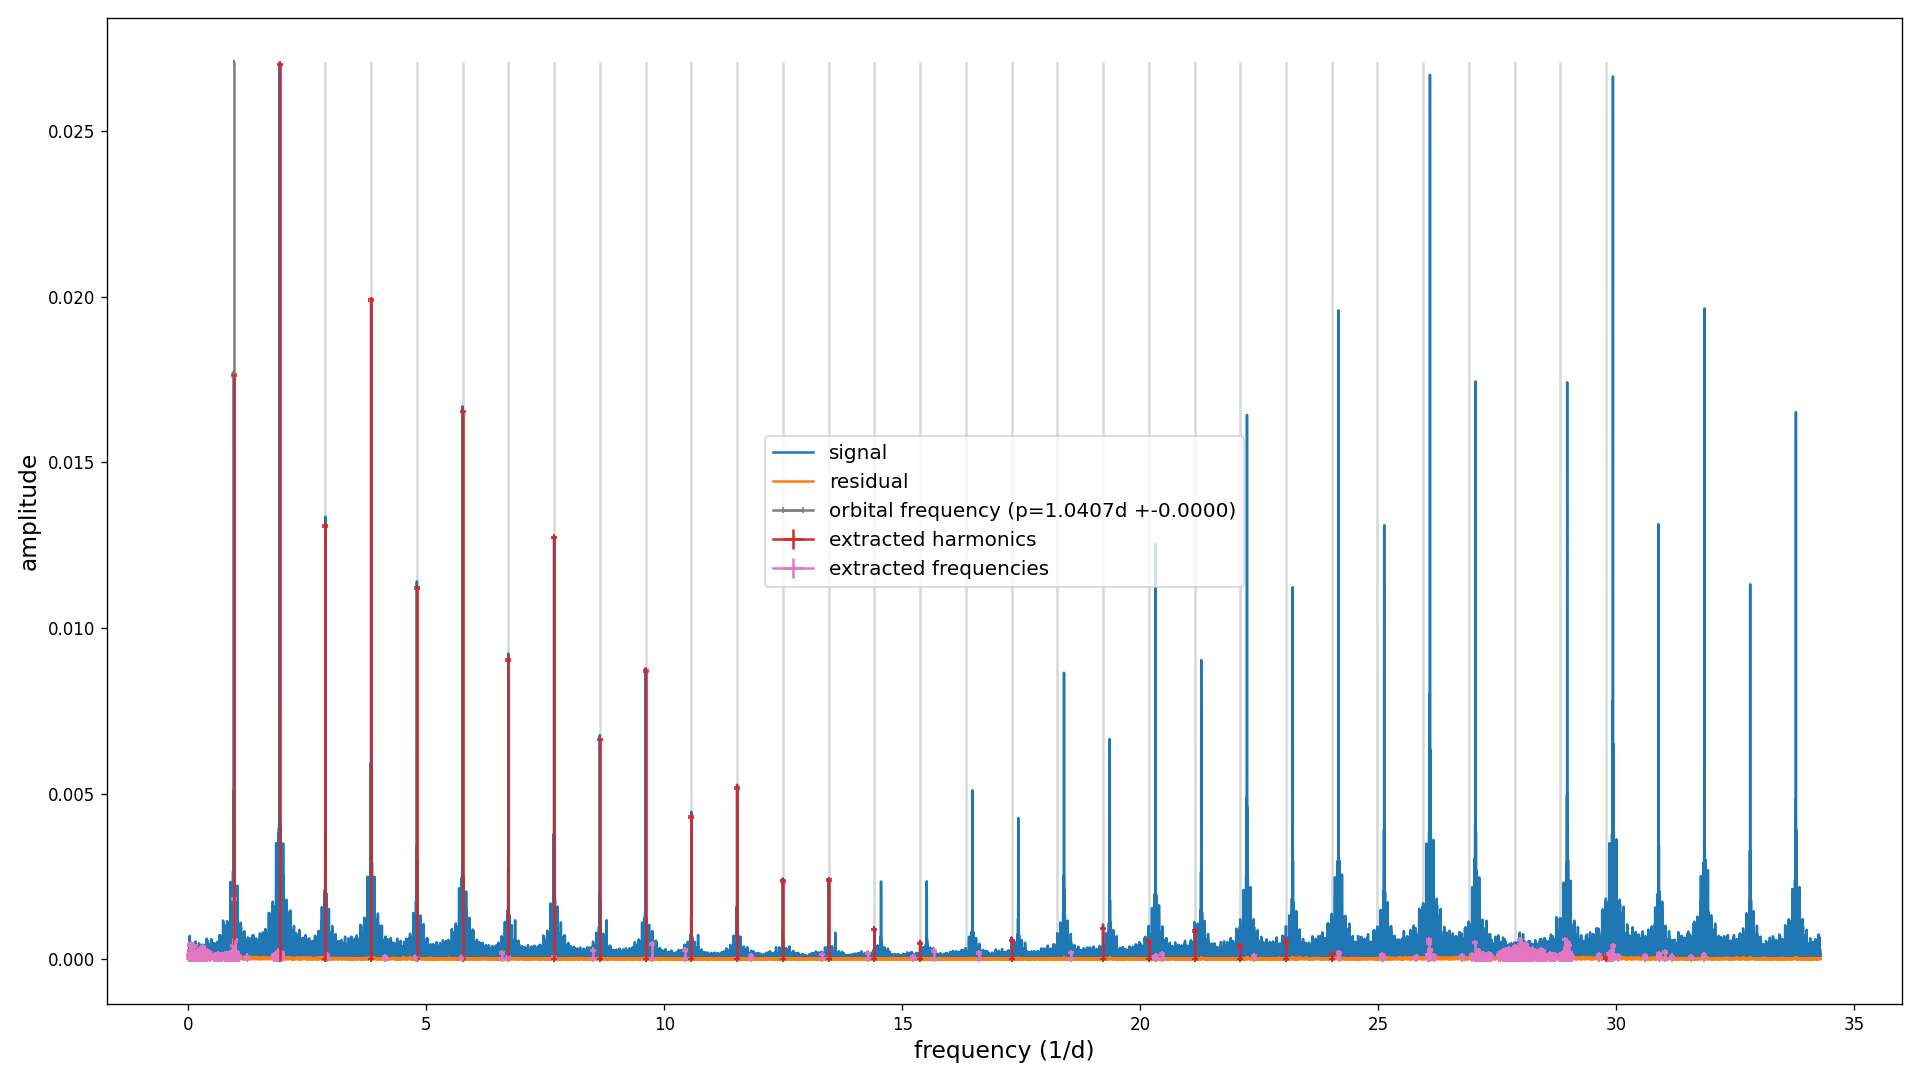 0.025
0.020
0.015
0.010
0.005
0.000
amplitude
signal
residual
orbital frequency (p=1.0407d +-0.0000)
extracted harmonics
extracted frequencies
0 5 10 15 20 25 30 35
frequency (1/d)